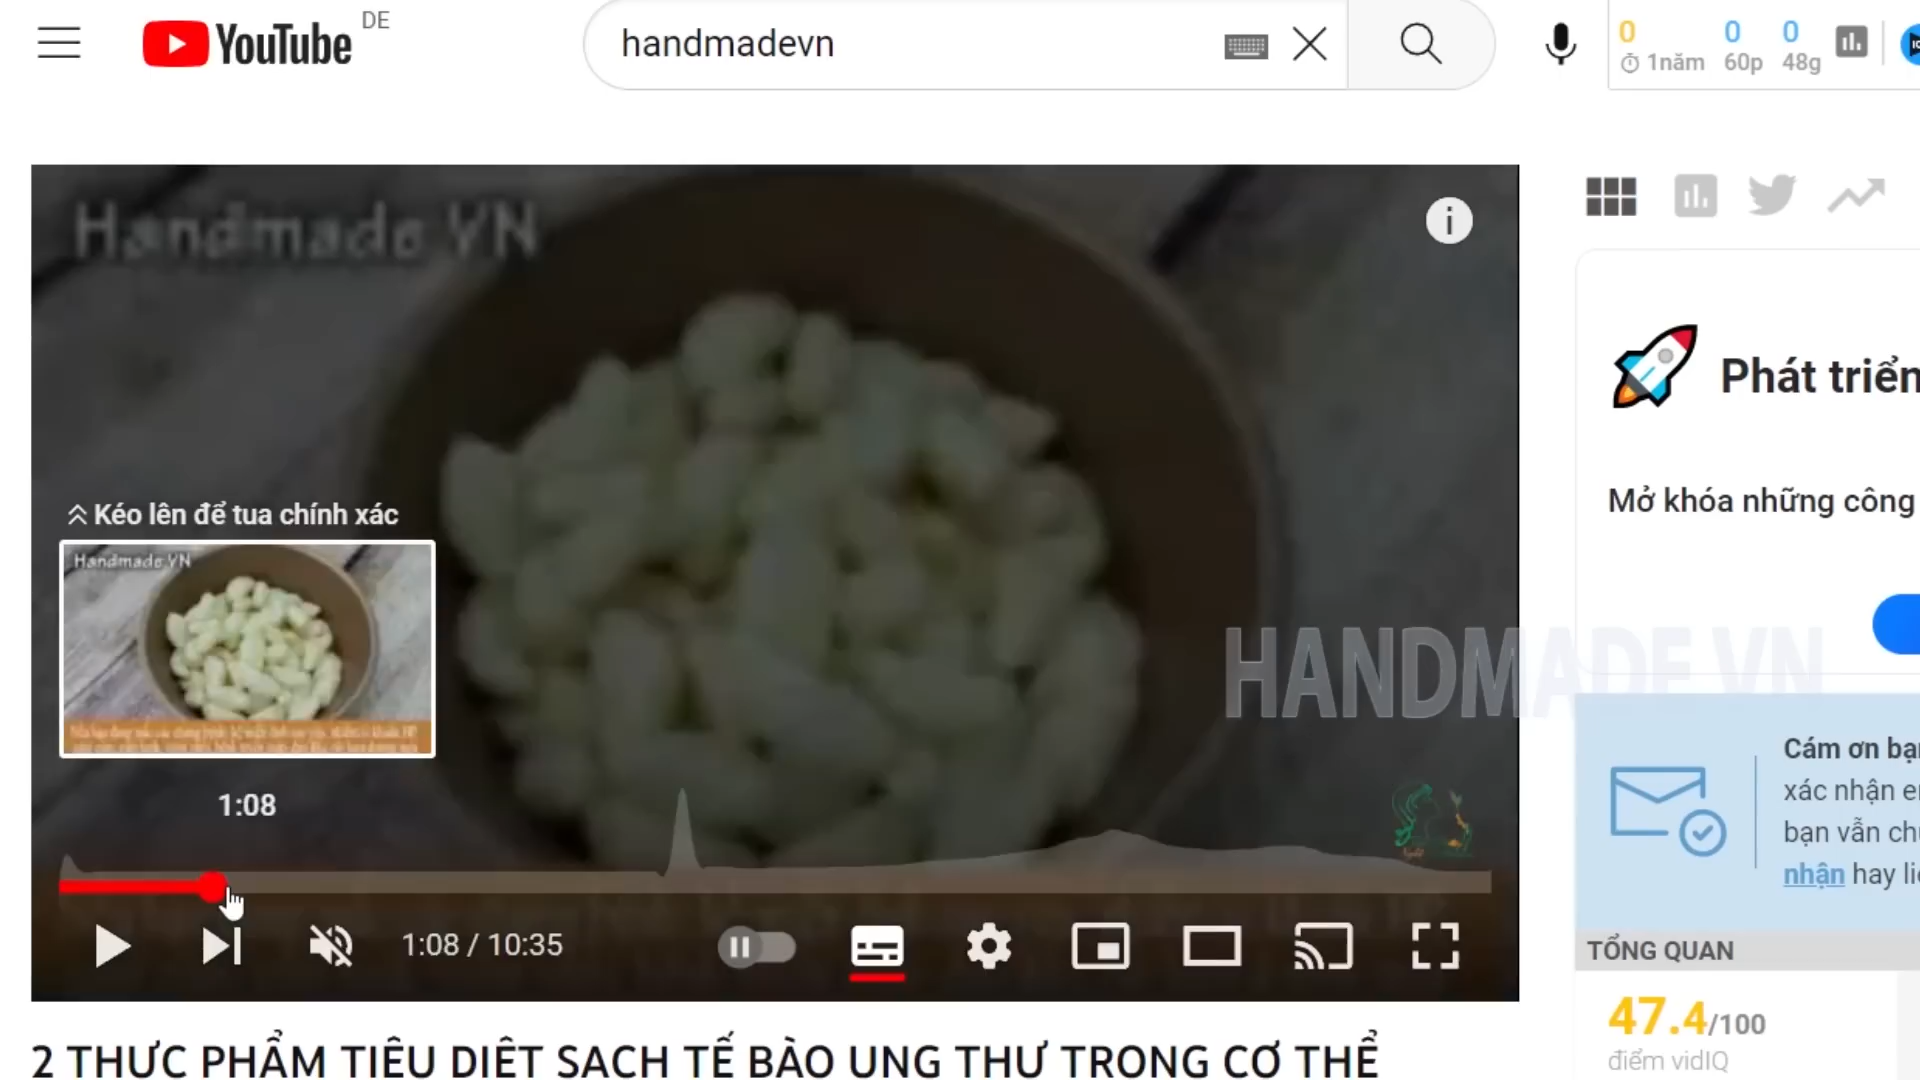 YouTube DE
handmadevn
0 0 0
1năm 60p 48g
Handmade VN
i
Phát triển
Mở khóa những công
Kéo lên để tua chính xác
Handmade VN
HANDMADE VN
Cám ơn bạ
xác nhận e
bạn vẫn ch
nhận hay li
1:08
1:08 / 10:35
TỔNG QUAN
47.4/100
điểm vidIQ
2 THỰC PHẨM TIÊU DIỆT SẠCH TẾ BÀO UNG THƯ TRONG CƠ THỂ